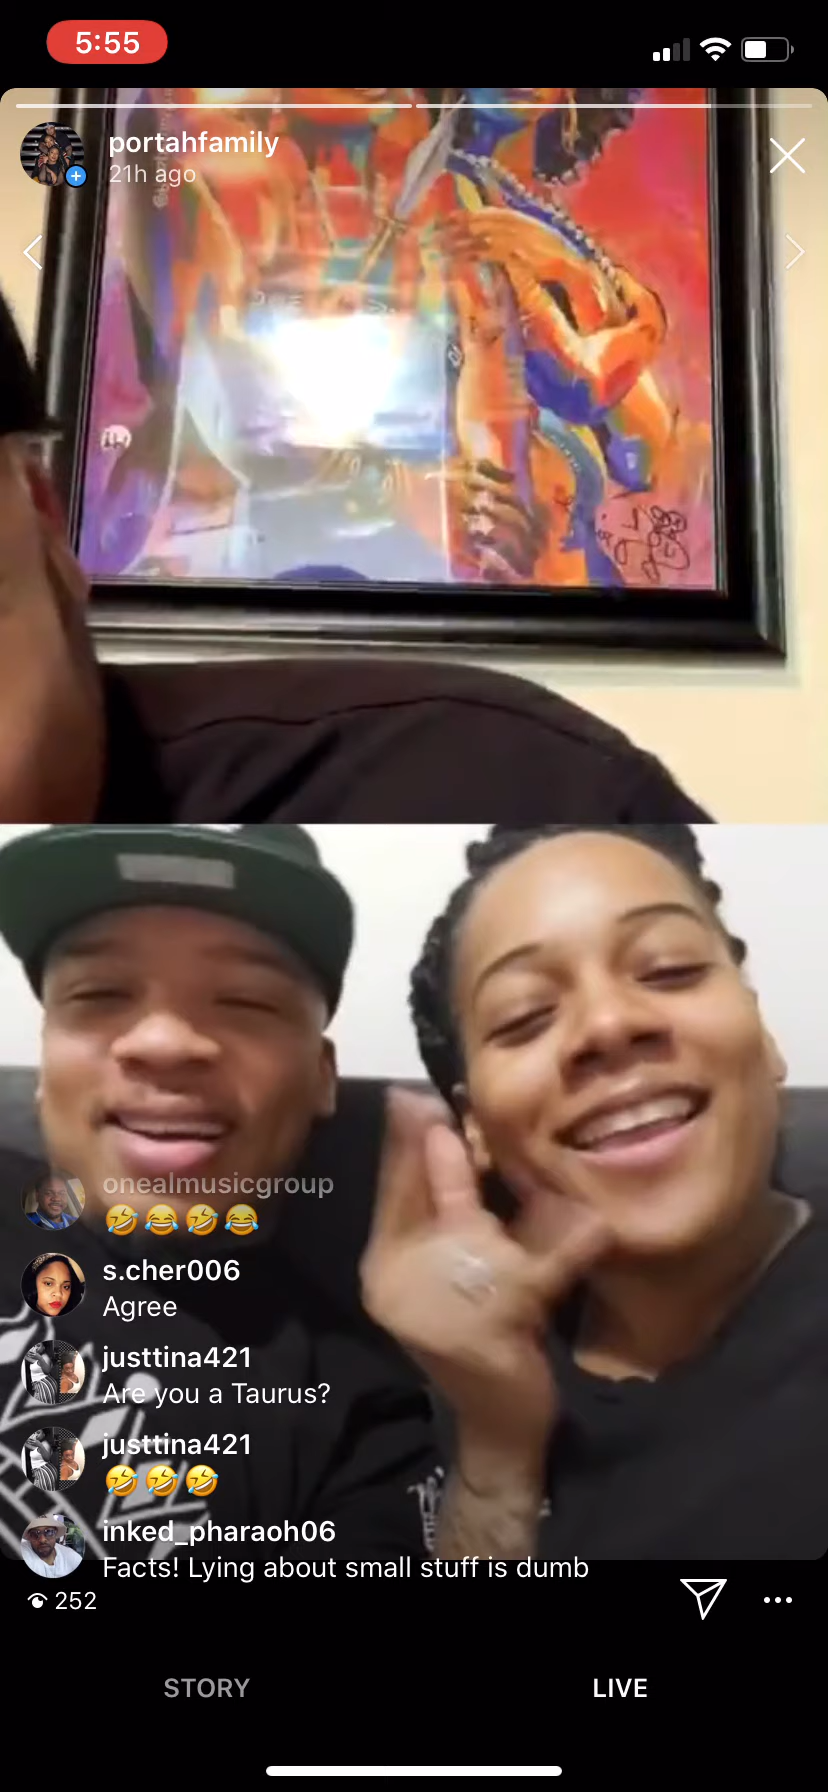 5:55
portahfamily
21h ago
onealmusicgroup
🤣😂🤣😂
s.cher006
Agree
justtina421
Are you a Taurus?
justtina421
🤣🤣🤣
inked_pharaoh06
Facts! Lying about small stuff is dumb
252
STORY
LIVE